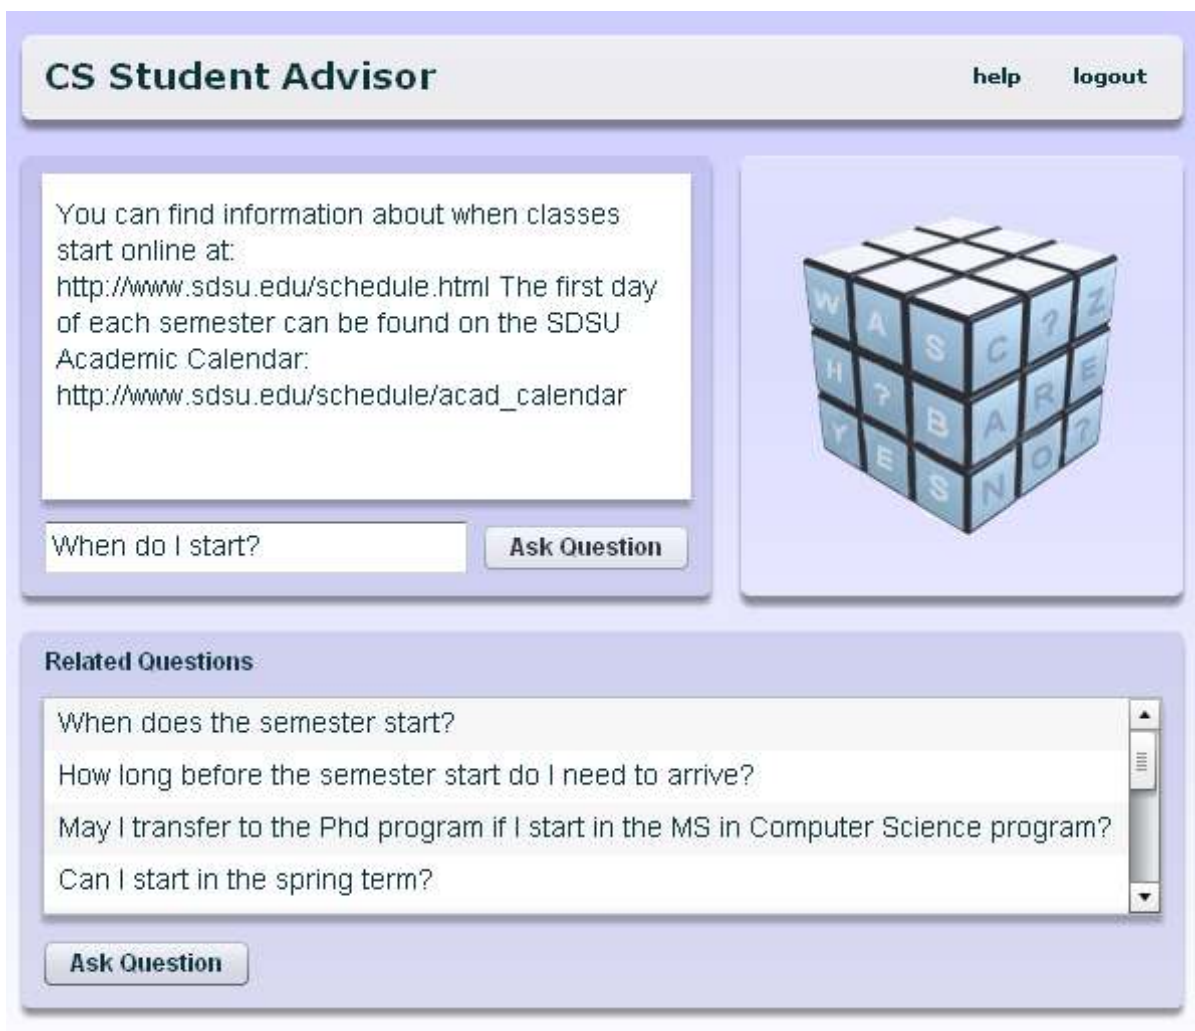 CS Student Advisor
help
logout
You can find information about when classes
start online at:
http://www.sdsu.edu/schedule.html The first day
of each semester can be found on the SDSU
Academic Calendar:
http://www.sdsu.edu/schedule/acad_calendar
When do I start?
Ask Question
W A S C ? Z
H ? B A R E
Y E S N O ?
Related Questions
When does the semester start?
How long before the semester start do I need to arrive?
May I transfer to the Phd program if I start in the MS in Computer Science program?
Can I start in the spring term?
Ask Question